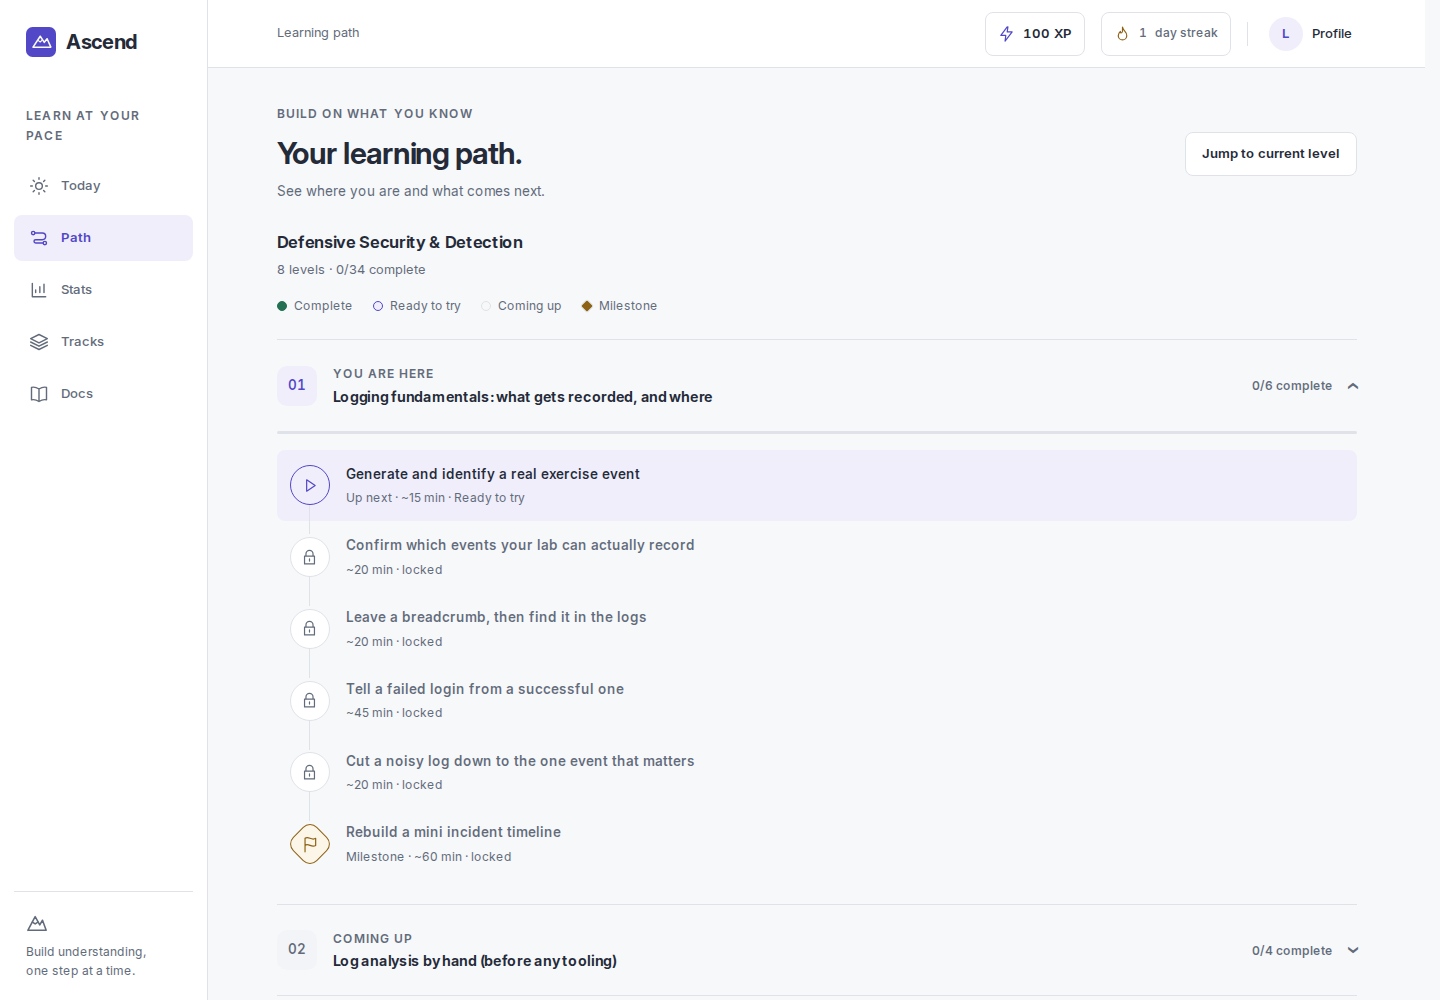 Ascend
LEARN AT YOUR
PACE
Today
Path
Stats
Tracks
Docs
Build understanding,
one step at a time.
Learning path
100 XP
1 day streak
L
Profile
BUILD ON WHAT YOU KNOW
Your learning path.
See where you are and what comes next.
Jump to current level
Defensive Security & Detection
8 levels · 0/34 complete
Complete
Ready to try
Coming up
Milestone
01
YOU ARE HERE
Logging fundamentals: what gets recorded, and where
0/6 complete
Generate and identify a real exercise event
Up next · ~15 min · Ready to try
Confirm which events your lab can actually record
~20 min · locked
Leave a breadcrumb, then find it in the logs
~20 min · locked
Tell a failed login from a successful one
~45 min · locked
Cut a noisy log down to the one event that matters
~20 min · locked
Rebuild a mini incident timeline
Milestone · ~60 min · locked
02
COMING UP
Log analysis by hand (before any tooling)
0/4 complete